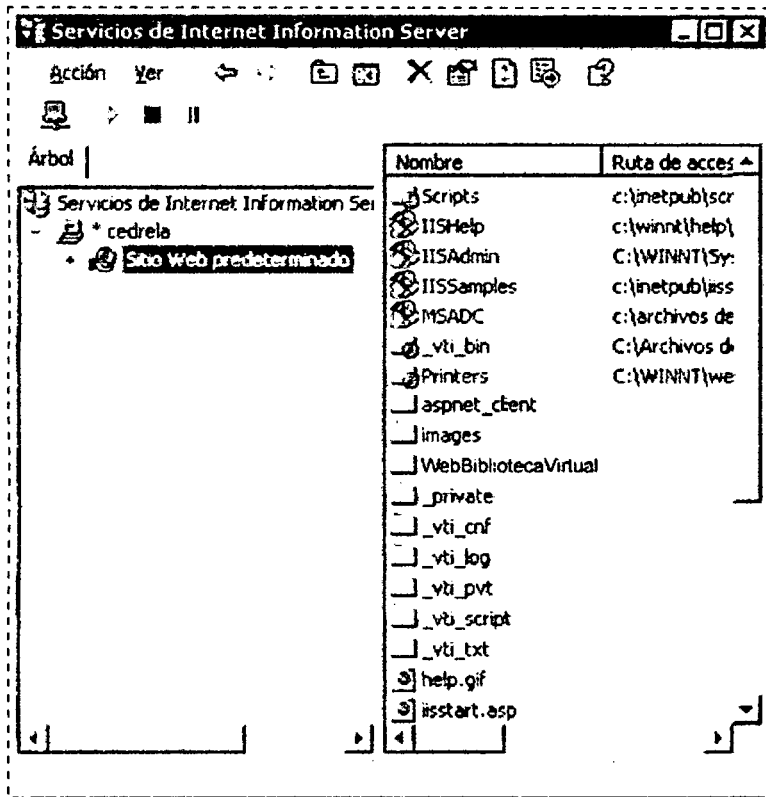 Servicios de Internet Information Server
Acción Ver
Árbol
Servicios de Internet Information Ser
* cedrela
Sitio Web predeterminado
Nombre Ruta de acces
Scripts c:\inetpub\scr
IISHelp c:\winnt\help\
IISAdmin C:\WINNT\Sy:
IISSamples c:\inetpub\iiss
MSADC c:\archivos de
_vti_bin C:\Archivos d
Printers C:\WINNT\we
aspnet_client
images
WebBibliotecaVirtual
_private
_vti_cnf
_vti_log
_vti_pvt
_vti_script
_vti_txt
help.gif
iisstart.asp